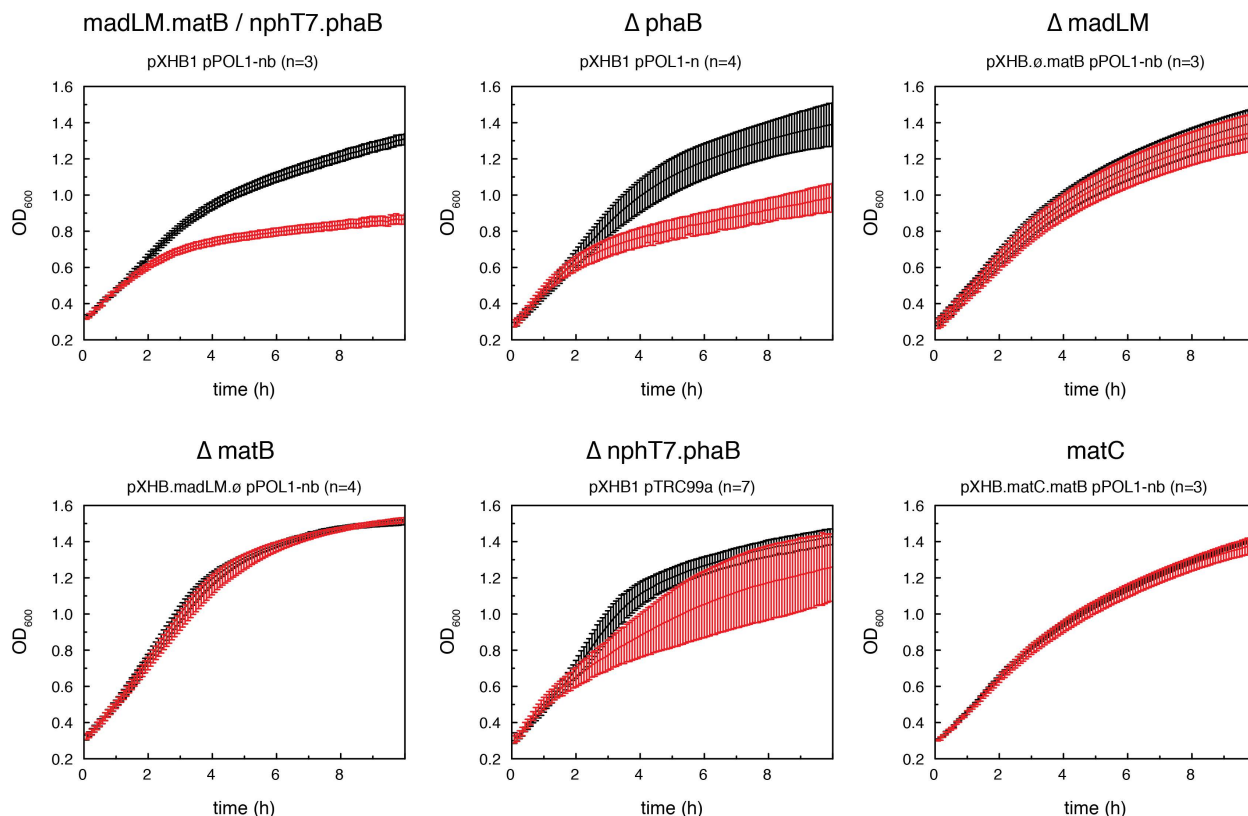 madLM.matB / nphT7.phaB
pXHB1 pPOL1-nb (n=3)
1.6
1.4
1.2
1.0
0.8
0.6
0.4
0.2
OD600
0 2 4 6 8
time (h)
Δ phaB
pXHB1 pPOL1-n (n=4)
1.6
1.4
1.2
1.0
0.8
0.6
0.4
0.2
OD600
0 2 4 6 8
time (h)
Δ madLM
pXHB.ø.matB pPOL1-nb (n=3)
1.6
1.4
1.2
1.0
0.8
0.6
0.4
0.2
OD600
0 2 4 6 8
time (h)
Δ matB
pXHB.madLM.ø pPOL1-nb (n=4)
1.6
1.4
1.2
1.0
0.8
0.6
0.4
0.2
OD600
0 2 4 6 8
time (h)
Δ nphT7.phaB
pXHB1 pTRC99a (n=7)
1.6
1.4
1.2
1.0
0.8
0.6
0.4
0.2
OD600
0 2 4 6 8
time (h)
matC
pXHB.matC.matB pPOL1-nb (n=3)
1.6
1.4
1.2
1.0
0.8
0.6
0.4
0.2
OD600
0 2 4 6 8
time (h)